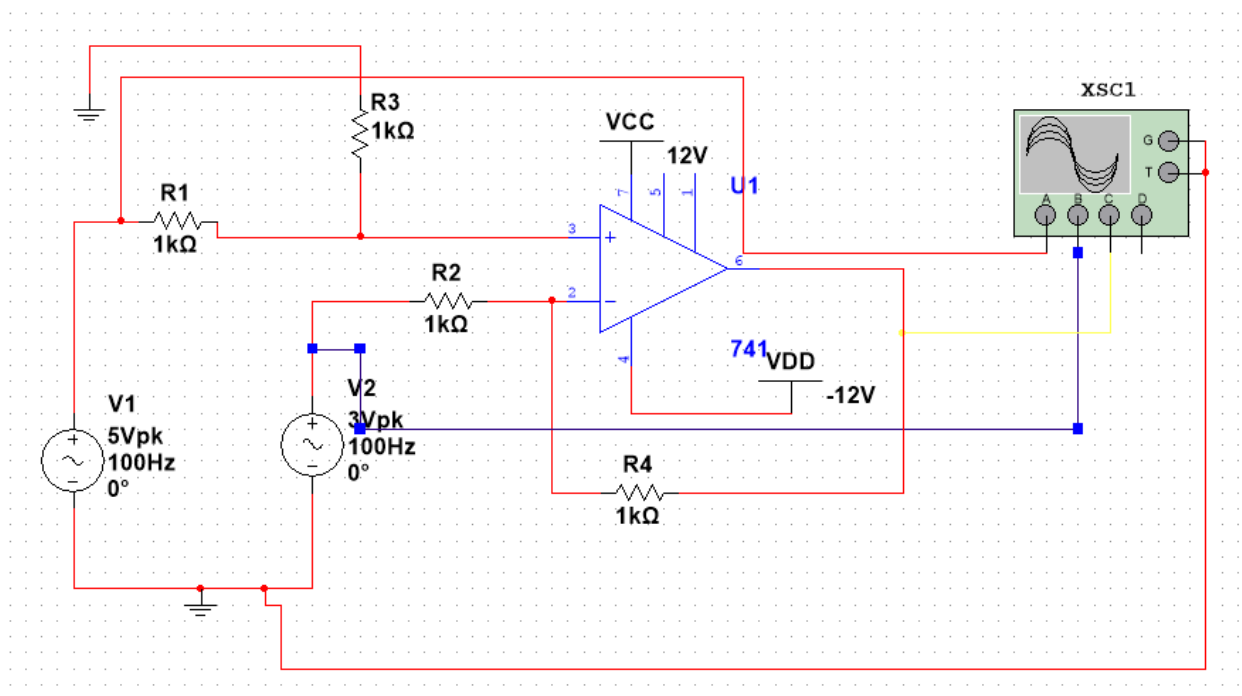 XSC1
R3
1kΩ
VCC
12V
G
T
A
B
C
D
U1
7
5
1
R1
1kΩ
3
+
6
R2
1kΩ
2
−
4
741
VDD
-12V
V1
+
5Vpk
100Hz
0°
−
V2
+
3Vpk
100Hz
0°
−
R4
1kΩ